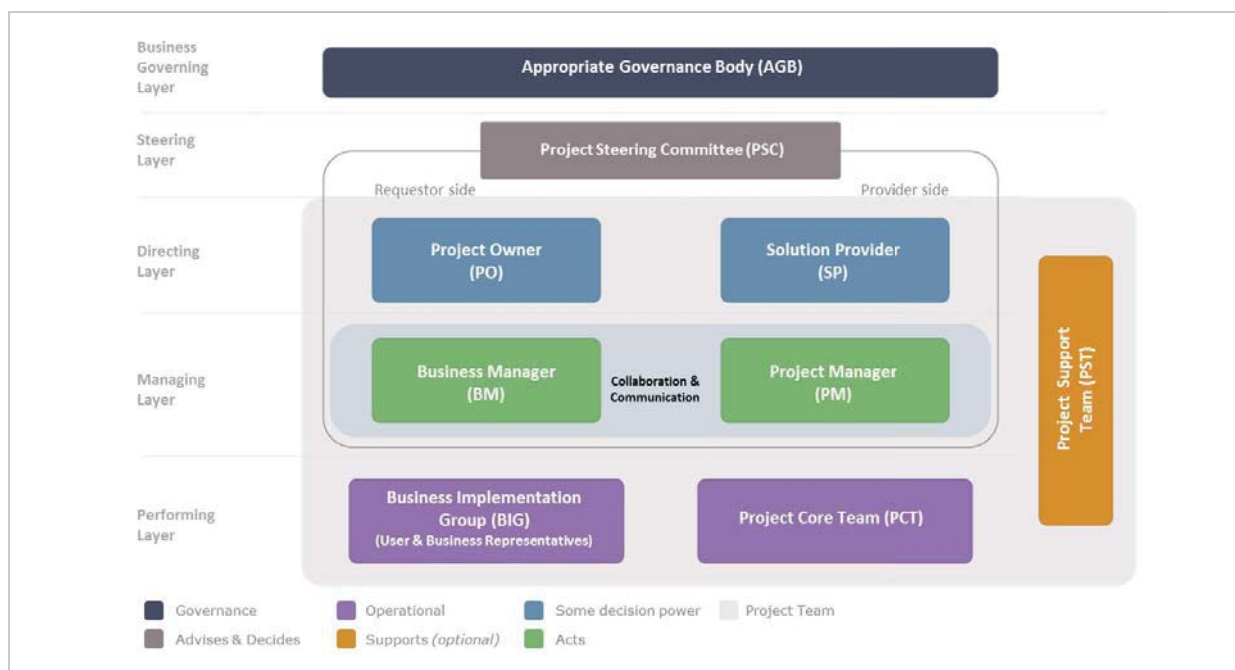 Business
Governing
Layer
Appropriate Governance Body (AGB)
Steering
Layer
Project Steering Committee (PSC)
Requestor side
Provider side
Directing
Layer
Project Owner
(PO)
Solution Provider
(SP)
Managing
Layer
Business Manager
(BM)
Collaboration &
Communication
Project Manager
(PM)
Project Support
Team (PST)
Performing
Layer
Business Implementation
Group (BIG)
(User & Business Representatives)
Project Core Team (PCT)
Governance
Operational
Some decision power
Project Team
Advises & Decides
Supports (optional)
Acts